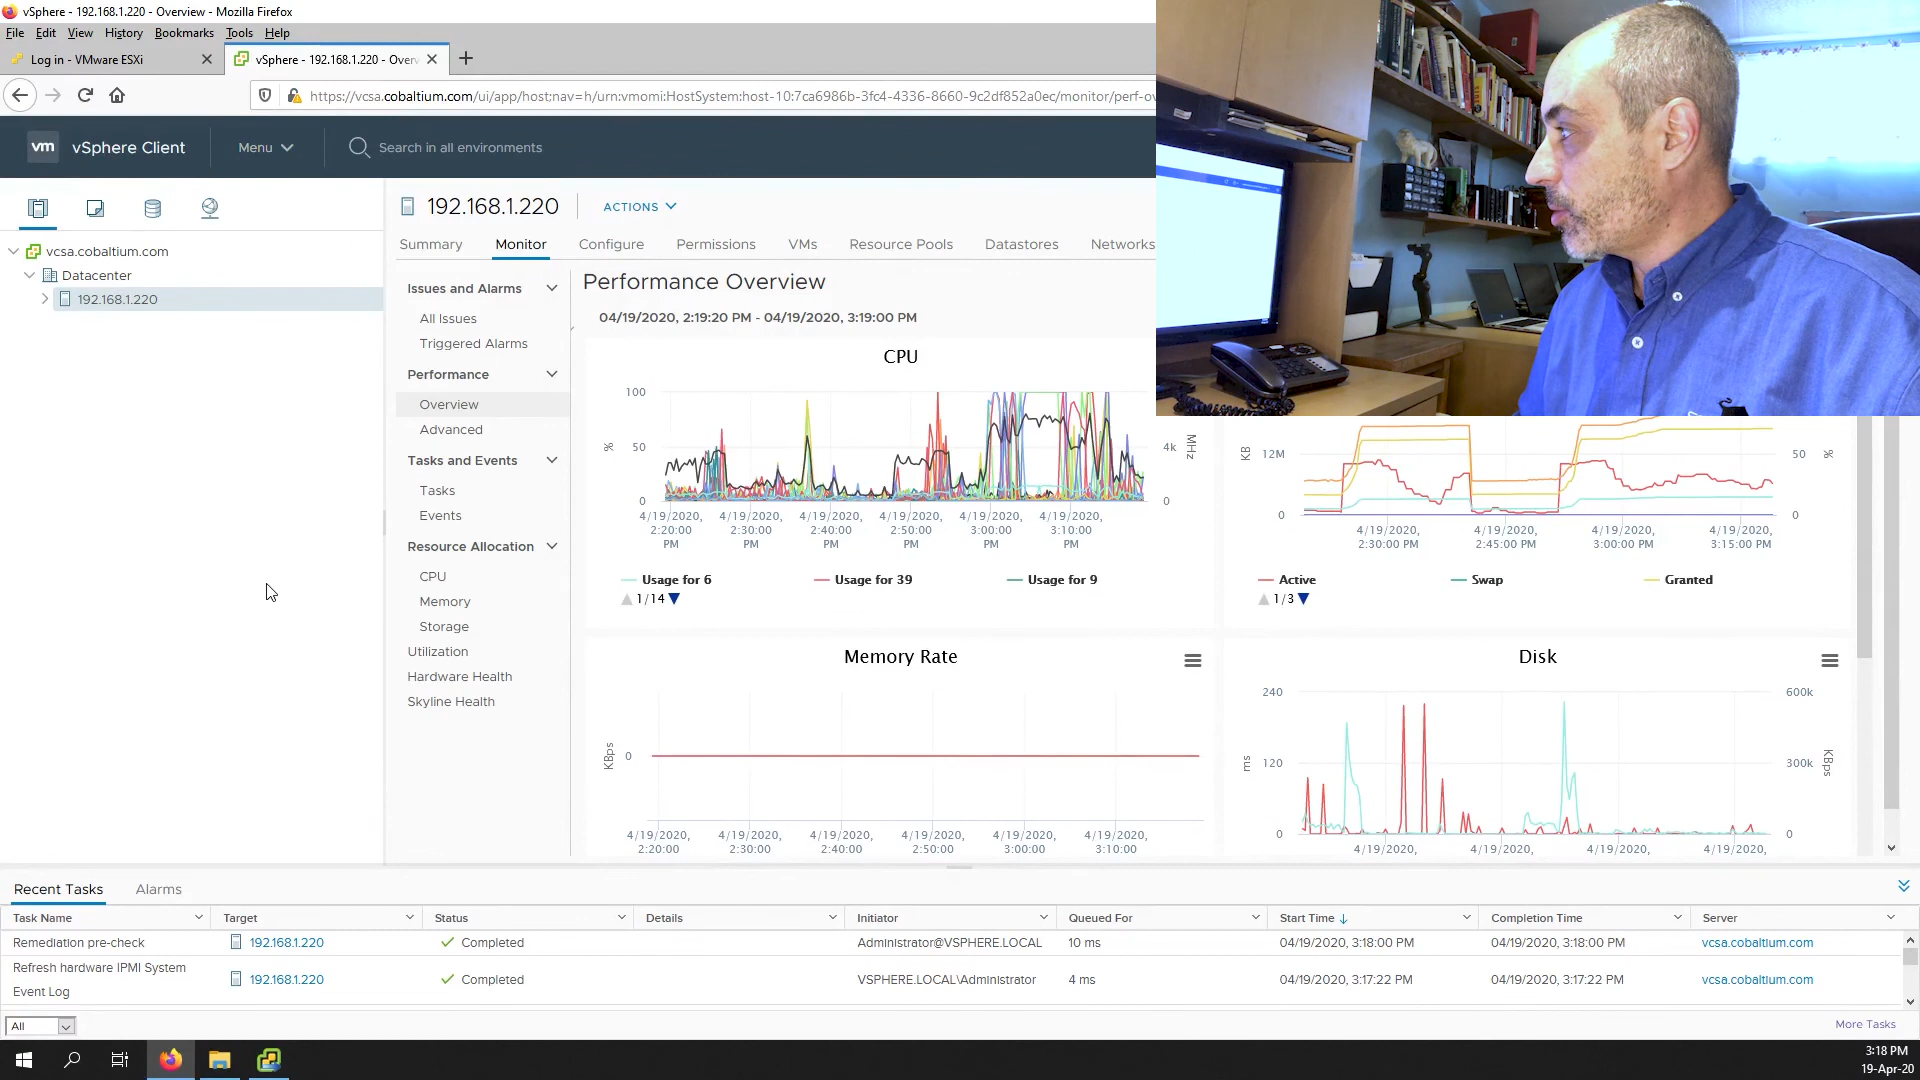 vSphere - 192.168.1.220 - Overview - Mozilla Firefox
File Edit View History Bookmarks Tools Help
Log in - VMware ESXi
vSphere - 192.168.1.220 - Over
https://vcsa.cobaltium.com/ui/app/host;nav=h/urn:vmomi:HostSystem:host-10:7ca6986b-3fc4-4336-8660-9c2df852a0ec/monitor/perf-ov
vm vSphere Client Menu Search in all environments
vcsa.cobaltium.com
Datacenter
192.168.1.220
192.168.1.220 ACTIONS
Summary Monitor Configure Permissions VMs Resource Pools Datastores Networks
Issues and Alarms
All Issues
Triggered Alarms
Performance
Overview
Advanced
Tasks and Events
Tasks
Events
Resource Allocation
CPU
Memory
Storage
Utilization
Hardware Health
Skyline Health
Performance Overview
04/19/2020, 2:19:20 PM - 04/19/2020, 3:19:00 PM
CPU
100
% 50 4k MHz
0 0
4/19/2020, 4/19/2020, 4/19/2020, 4/19/2020, 4/19/2020, 4/19/2020,
2:20:00 2:30:00 2:40:00 2:50:00 3:00:00 3:10:00
PM PM PM PM PM PM
Usage for 6 Usage for 39 Usage for 9
1/14
KB 12M 50 %
0 0
4/19/2020, 4/19/2020, 4/19/2020, 4/19/2020,
2:30:00 PM 2:45:00 PM 3:00:00 PM 3:15:00 PM
Active Swap Granted
1/3
Memory Rate
KBps 0
4/19/2020, 4/19/2020, 4/19/2020, 4/19/2020, 4/19/2020, 4/19/2020,
2:20:00 2:30:00 2:40:00 2:50:00 3:00:00 3:10:00
Disk
240 600k
ms 120 300k KBps
0 0
4/19/2020, 4/19/2020, 4/19/2020, 4/19/2020,
Recent Tasks Alarms
Task Name Target Status Details Initiator Queued For Start Time Completion Time Server
Remediation pre-check 192.168.1.220 Completed Administrator@VSPHERE.LOCAL 10 ms 04/19/2020, 3:18:00 PM 04/19/2020, 3:18:00 PM vcsa.cobaltium.com
Refresh hardware IPMI System
Event Log 192.168.1.220 Completed VSPHERE.LOCAL\Administrator 4 ms 04/19/2020, 3:17:22 PM 04/19/2020, 3:17:22 PM vcsa.cobaltium.com
All More Tasks
3:18 PM
19-Apr-20